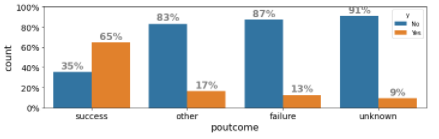 100%
80%
60%
40%
20%
0%
count
35%
65%
83%
17%
87%
13%
91%
9%
y
No
Yes
success
other
failure
unknown
poutcome